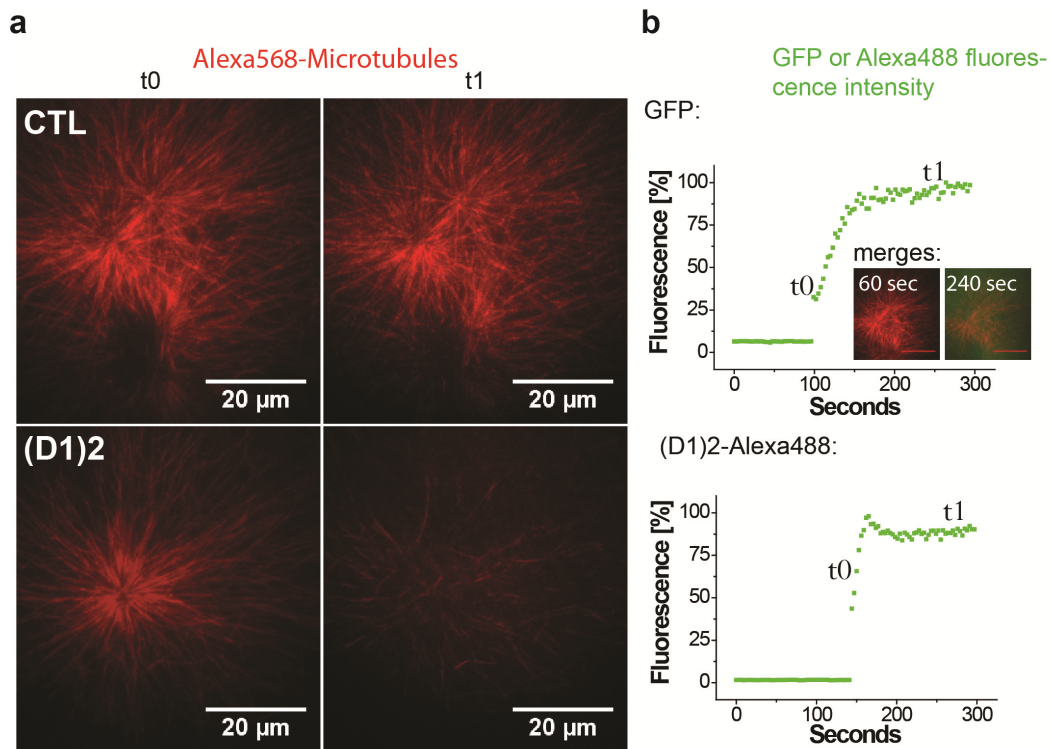 a
Alexa568-Microtubules
t0 t1
CTL
20 µm 20 µm
(D1)2
20 µm 20 µm
b
GFP or Alexa488 fluores-
cence intensity
GFP:
Fluorescence [%]
100
75
50
25
0
t0
t1
merges:
60 sec 240 sec
0 100 200 300
Seconds
(D1)2-Alexa488:
Fluorescence [%]
100
75
50
25
0
t0
t1
0 100 200 300
Seconds